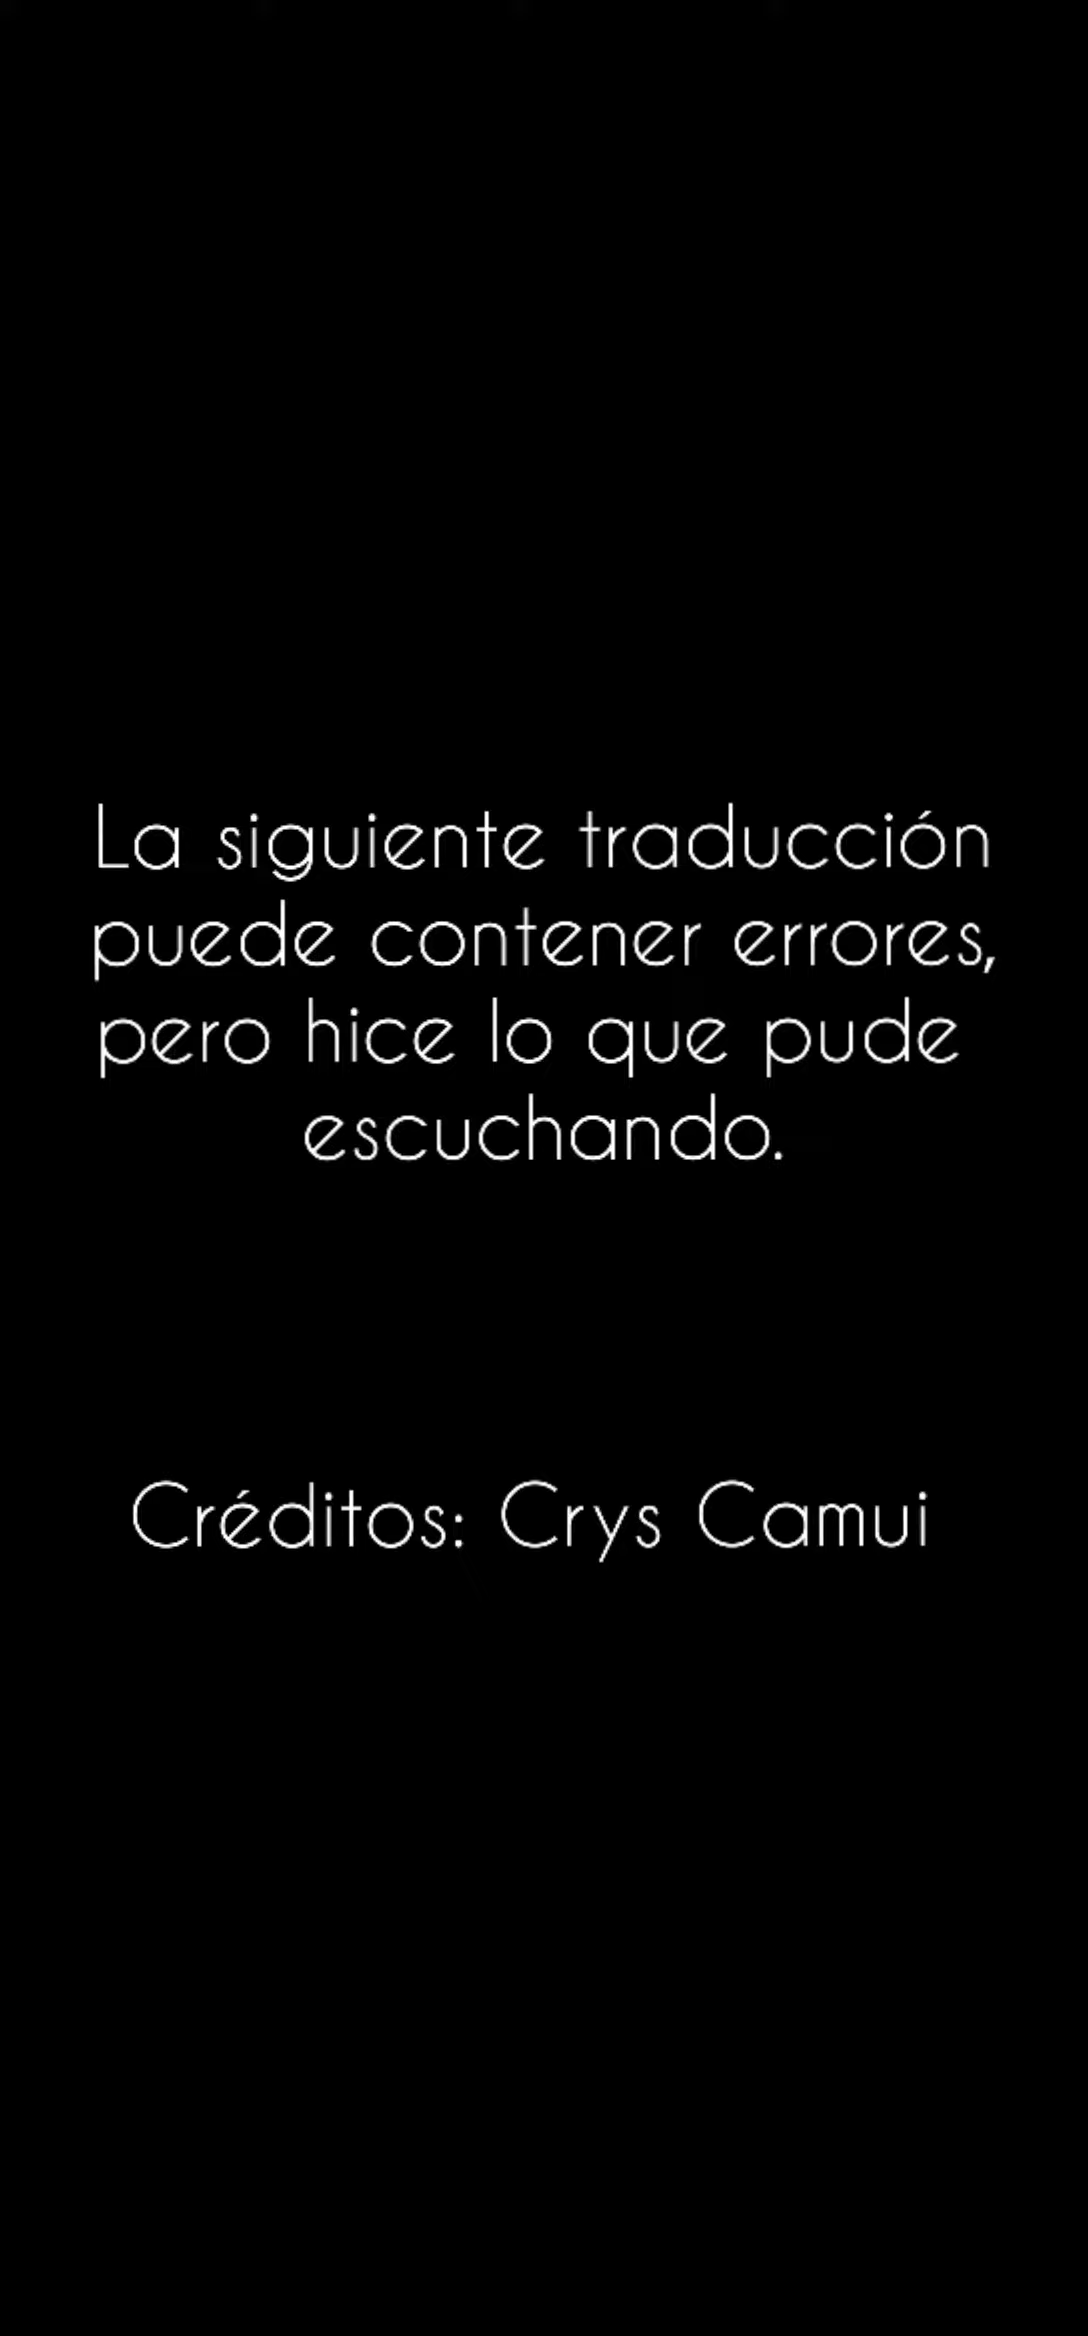 La siguiente traducción
puede contener errores,
pero hice lo que pude
escuchando.
Créditos: Crys Camui